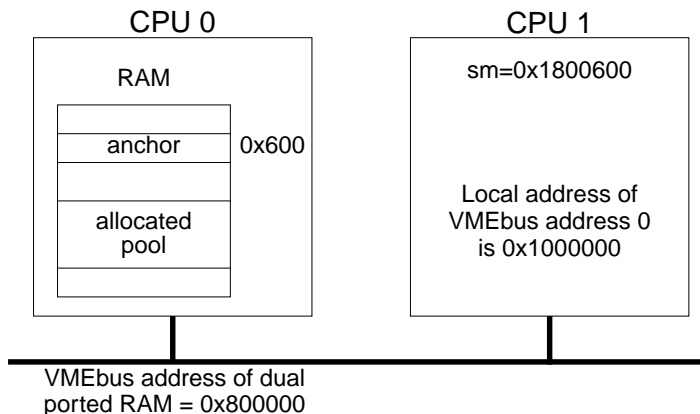 CPU 0
CPU 1
RAM
sm=0x1800600
anchor
0x600
allocated
pool
Local address of
VMEbus address 0
is 0x1000000
VMEbus address of dual
ported RAM = 0x800000